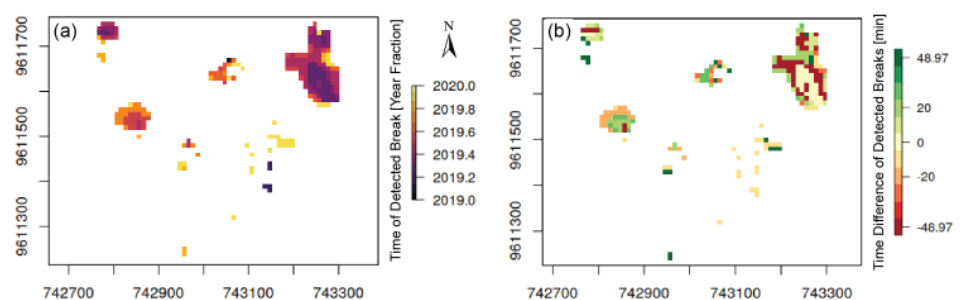 (a)
N
9611700
9611500
9611300
742700 742900 743100 743300
2020.0
2019.8
2019.6
2019.4
2019.2
2019.0
Time of Detected Break [Year Fraction]
(b)
9611700
9611500
9611300
742700 742900 743100 743300
48.97
20
0
-20
-48.97
Time Difference of Detected Breaks [min]